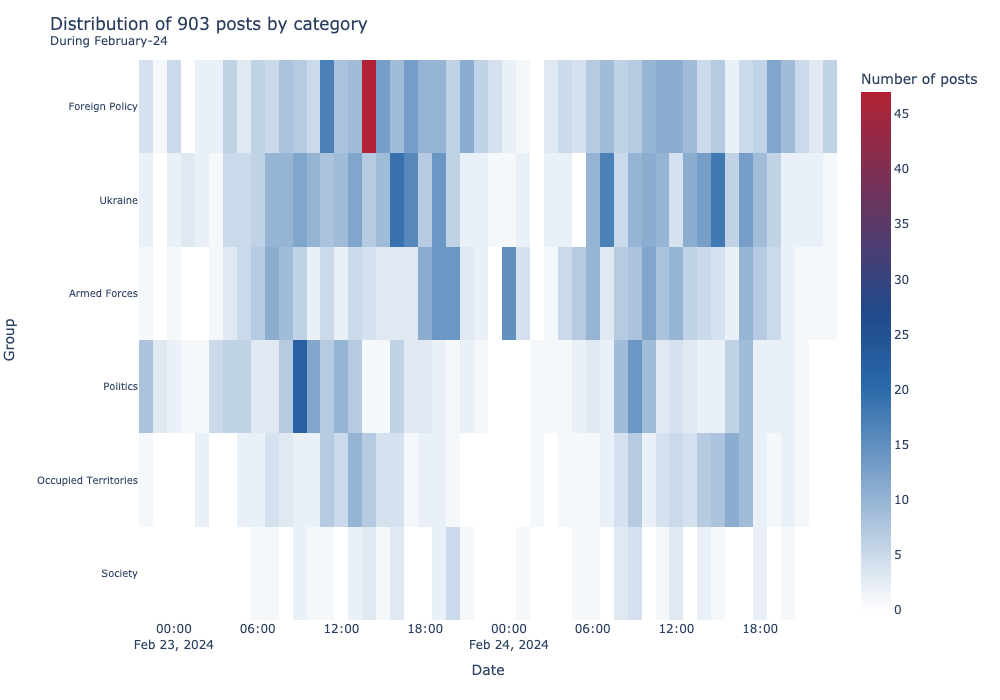 Distribution of 903 posts by category
During February-24
Number of posts
Foreign Policy
Ukraine
Armed Forces
Politics
Occupied Territories
Society
Group
45
40
35
30
25
20
15
10
5
0
00:00 06:00 12:00 18:00 00:00 06:00 12:00 18:00
Feb 23, 2024 Feb 24, 2024
Date